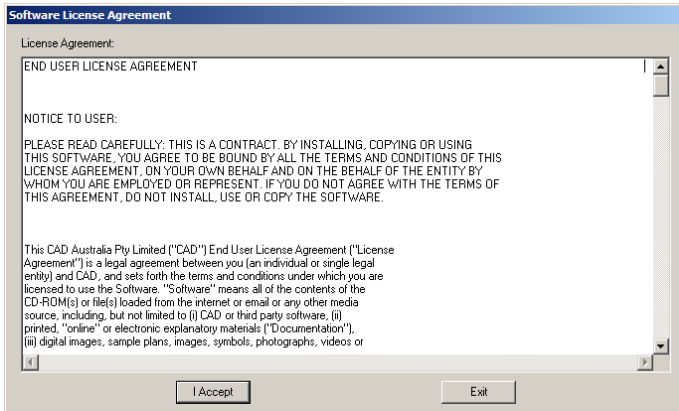 Software License Agreement
License Agreement:
END USER LICENSE AGREEMENT
NOTICE TO USER:
PLEASE READ CAREFULLY: THIS IS A CONTRACT. BY INSTALLING, COPYING OR USING
THIS SOFTWARE, YOU AGREE TO BE BOUND BY ALL THE TERMS AND CONDITIONS OF THIS
LICENSE AGREEMENT, ON YOUR OWN BEHALF AND ON THE BEHALF OF THE ENTITY BY
WHOM YOU ARE EMPLOYED OR REPRESENT. IF YOU DO NOT AGREE WITH THE TERMS OF
THIS AGREEMENT, DO NOT INSTALL, USE OR COPY THE SOFTWARE.
This CAD Australia Pty Limited ("CAD") End User License Agreement ("License
Agreement") is a legal agreement between you (an individual or single legal
entity) and CAD, and sets forth the terms and conditions under which you are
licensed to use the Software. "Software" means all of the contents of the
CD-ROM(s) or file(s) loaded from the internet or email or any other media
source, including, but not limited to (i) CAD or third party software, (ii)
printed, "online" or electronic explanatory materials ("Documentation"),
(iii) digital images, sample plans, images, symbols, photographs, videos or
I Accept
Exit